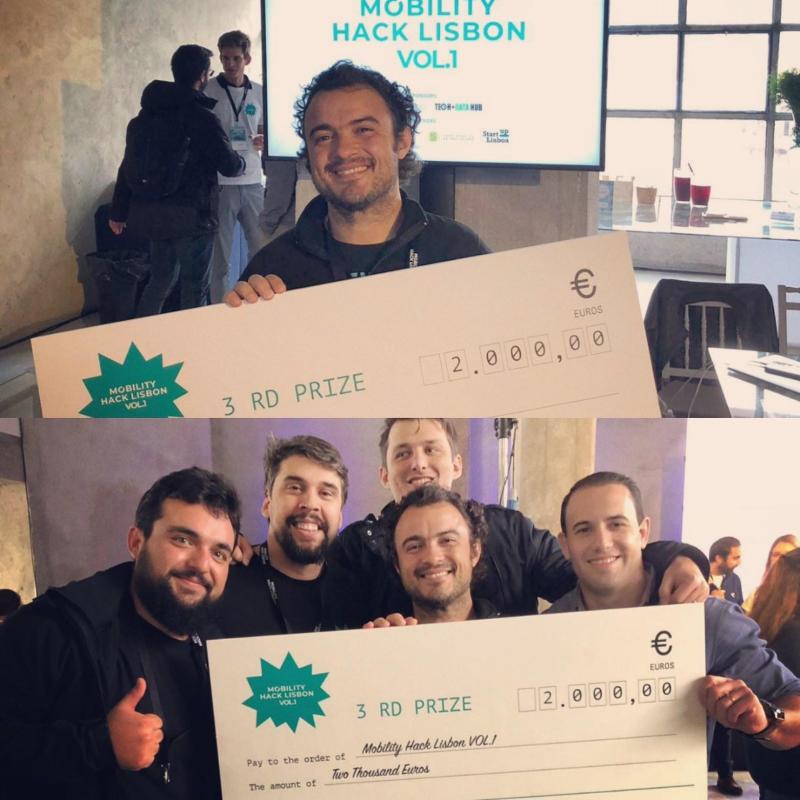 MOBILITY
HACK LISBON
VOL.1
TECH+DATA HUB
Start Up
Lisboa
€
EUROS
2.000,00
3 RD PRIZE
MOBILITY
HACK LISBON
VOL.1
€
EUROS
2.000,00
3 RD PRIZE
MOBILITY
HACK LISBON
VOL.1
Pay to the order of Mobility Hack Lisbon VOL.1
The amount of Two Thousand Euros